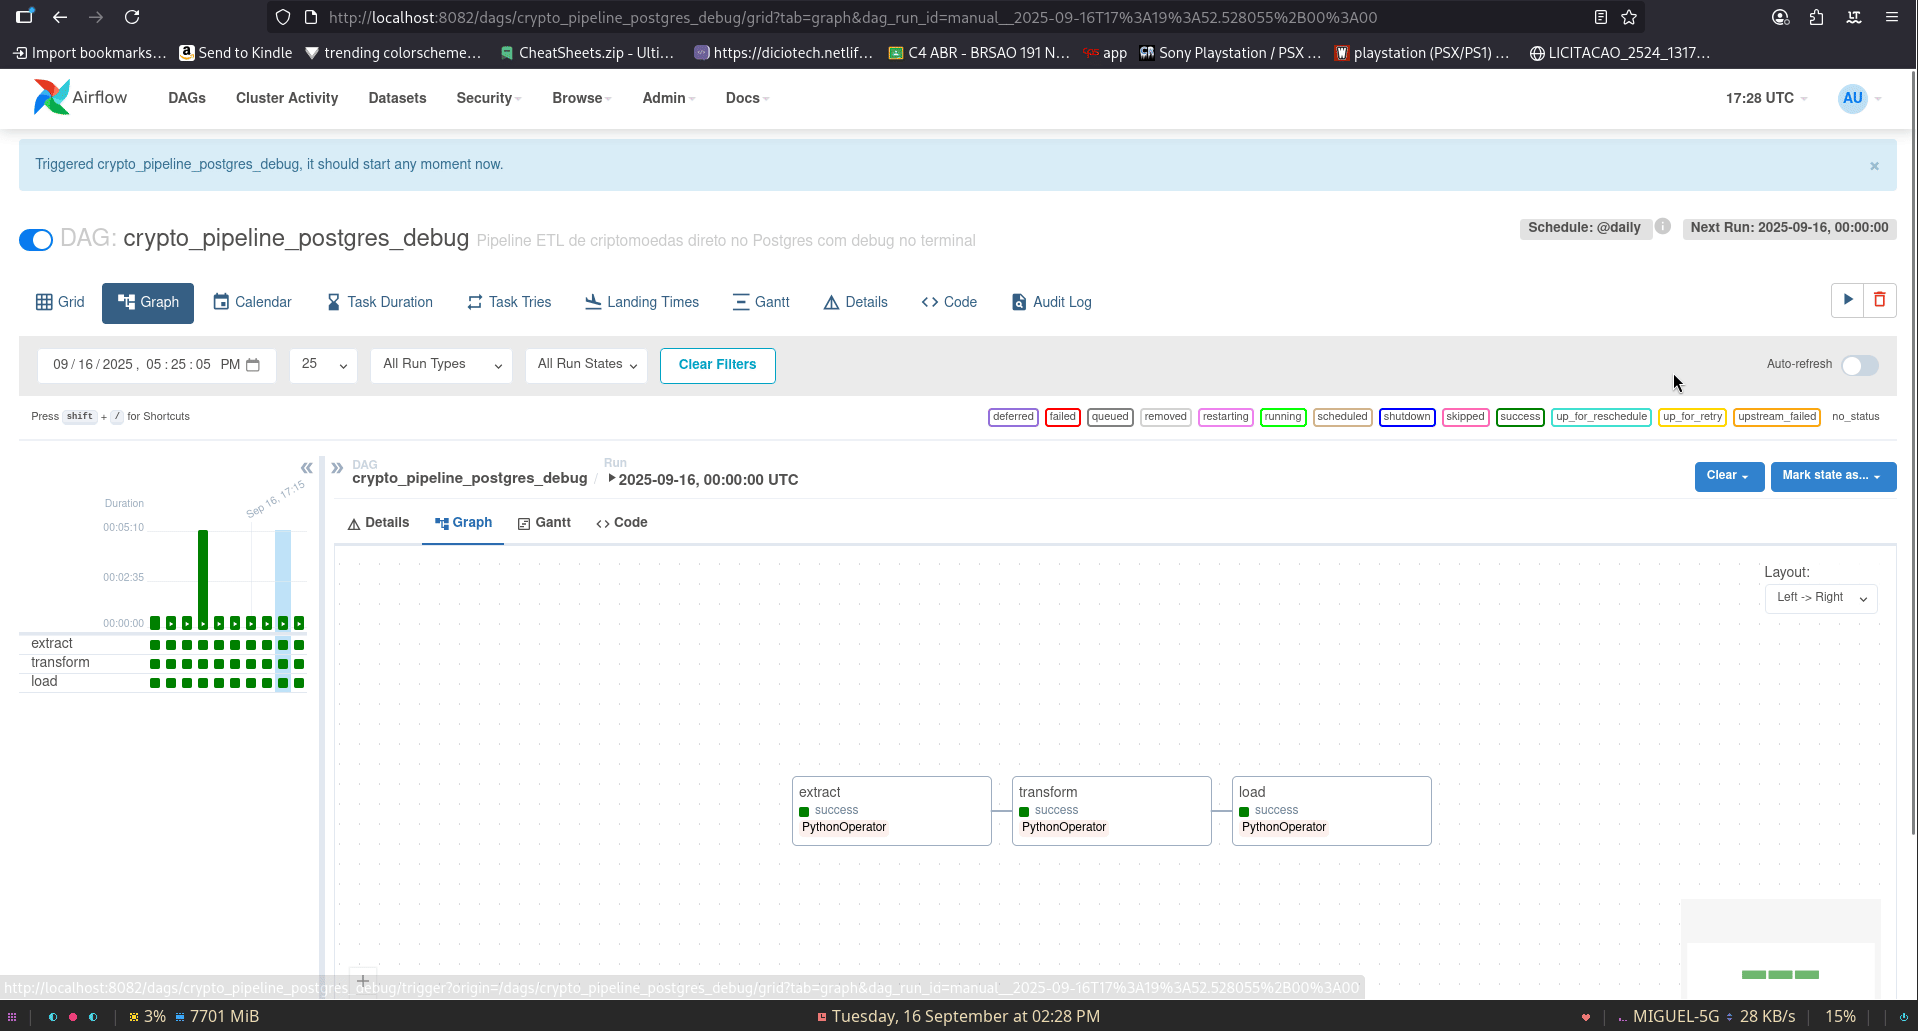 http://localhost:8082/dags/crypto_pipeline_postgres_debug/grid?tab=graph&dag_run_id=manual__2025-09-16T17%3A19%3A52.528055%2B00%3A00
Import bookmarks... Send to Kindle trending colorscheme... CheatSheets.zip - Ulti... https://diciotech.netlif... C4 ABR - BRSAO 191 N... app Sony Playstation / PSX ... playstation (PSX/PS1) ... LICITACAO_2524_1317...
Airflow DAGs Cluster Activity Datasets Security Browse Admin Docs 17:28 UTC AU
Triggered crypto_pipeline_postgres_debug, it should start any moment now. ×
DAG: crypto_pipeline_postgres_debug Pipeline ETL de criptomoedas direto no Postgres com debug no terminal
Schedule: @daily i Next Run: 2025-09-16, 00:00:00
Grid Graph Calendar Task Duration Task Tries Landing Times Gantt Details Code Audit Log
09/16/2025, 05:25:05 PM 25 All Run Types All Run States Clear Filters Auto-refresh
Press shift + / for Shortcuts
deferred failed queued removed restarting running scheduled shutdown skipped success up_for_reschedule up_for_retry upstream_failed no_status
DAG
crypto_pipeline_postgres_debug
/
Run
2025-09-16, 00:00:00 UTC
Clear Mark state as...
Sep 16, 17:15
Duration
00:05:10
00:02:35
00:00:00
extract
transform
load
Details Graph Gantt Code
Layout:
Left -> Right
extract
success
PythonOperator
transform
success
PythonOperator
load
success
PythonOperator
+
http://localhost:8082/dags/crypto_pipeline_postgres_debug/trigger?origin=/dags/crypto_pipeline_postgres_debug/grid?tab=graph&dag_run_id=manual__2025-09-16T17%3A19%3A52.528055%2B00%3A00
3% 7701 MiB Tuesday, 16 September at 02:28 PM MIGUEL-5G 28 KB/s 15%